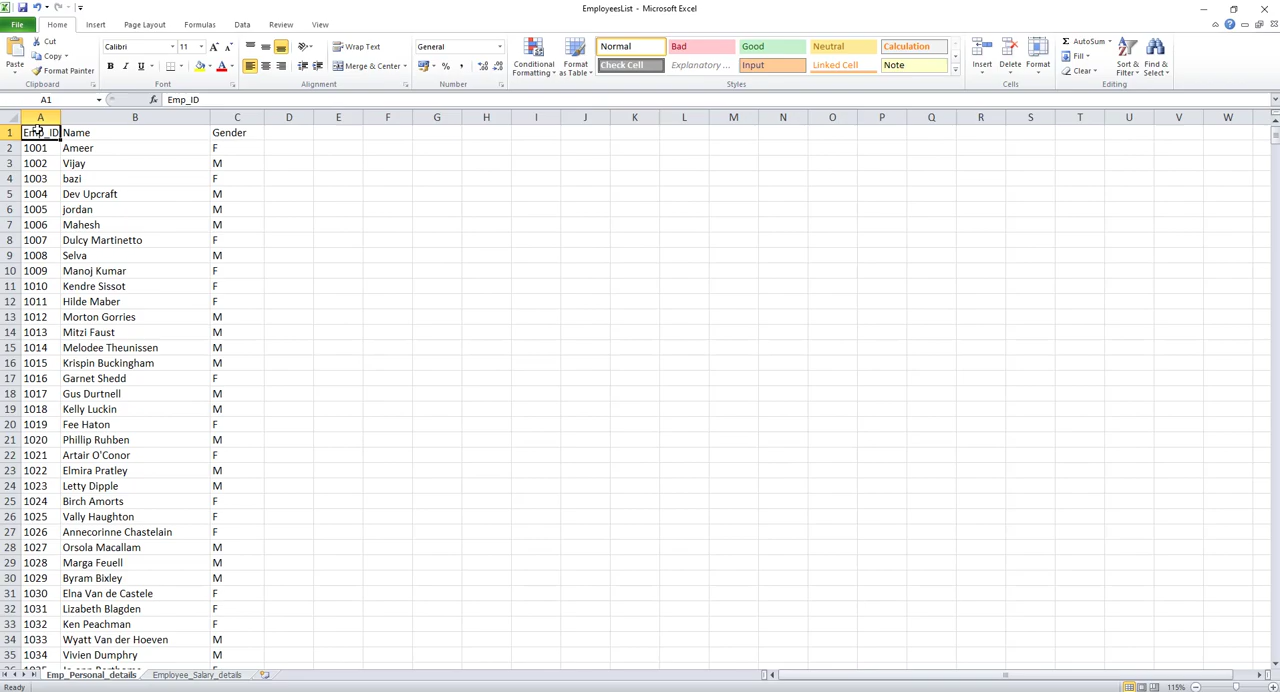 EmployeesList - Microsoft Excel
File Home Insert Page Layout Formulas Data Review View
Cut
Copy
Format Painter
Paste
Clipboard
Calibri 11
B I U
Font
Wrap Text
Merge & Center
Alignment
General
Number
Conditional Formatting
Format as Table
Normal Bad Good Neutral Calculation
Check Cell Explanatory ... Input Linked Cell Note
Styles
Insert Delete Format
Cells
AutoSum
Fill
Clear
Sort & Filter
Find & Select
Editing
A1 fx Emp_ID
A B C D E F G H I J K L M N O P Q R S T U V W
1 Emp_ID Name Gender
2 1001 Ameer F
3 1002 Vijay M
4 1003 bazi F
5 1004 Dev Upcraft M
6 1005 jordan M
7 1006 Mahesh M
8 1007 Dulcy Martinetto F
9 1008 Selva M
10 1009 Manoj Kumar F
11 1010 Kendre Sissot F
12 1011 Hilde Maber F
13 1012 Morton Gorries M
14 1013 Mitzi Faust M
15 1014 Melodee Theunissen M
16 1015 Krispin Buckingham M
17 1016 Garnet Shedd F
18 1017 Gus Durtnell M
19 1018 Kelly Luckin M
20 1019 Fee Haton F
21 1020 Phillip Ruhben M
22 1021 Artair O'Conor F
23 1022 Elmira Pratley M
24 1023 Letty Dipple M
25 1024 Birch Amorts F
26 1025 Vally Haughton F
27 1026 Annecorinne Chastelain F
28 1027 Orsola Macallam M
29 1028 Marga Feuell M
30 1029 Byram Bixley M
31 1030 Elna Van de Castele F
32 1031 Lizabeth Blagden F
33 1032 Ken Peachman F
34 1033 Wyatt Van der Hoeven M
35 1034 Vivien Dumphry M
Emp_Personal_details Employee_Salary_details
Ready 115%